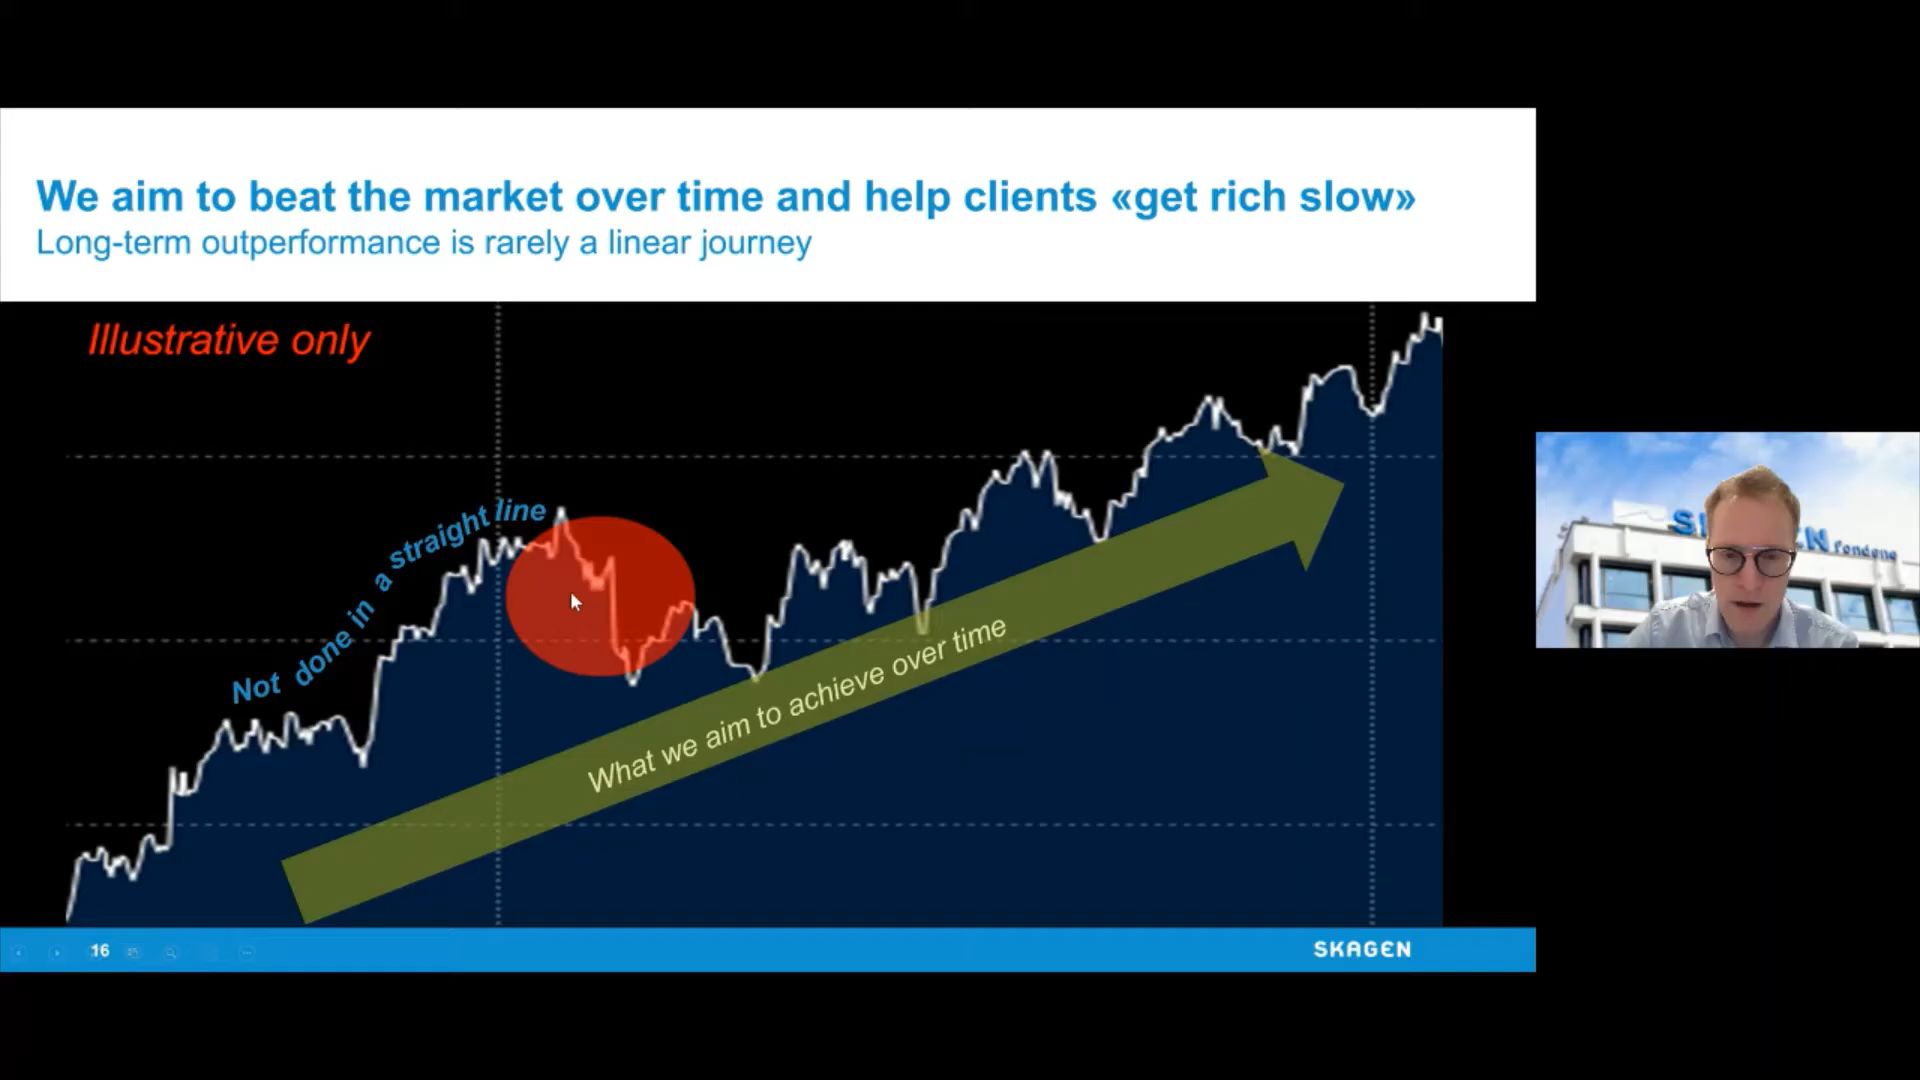 We aim to beat the market over time and help clients «get rich slow»
Long-term outperformance is rarely a linear journey
Illustrative only
Not done in a straight line
What we aim to achieve over time
fondene
16
SKAGEN